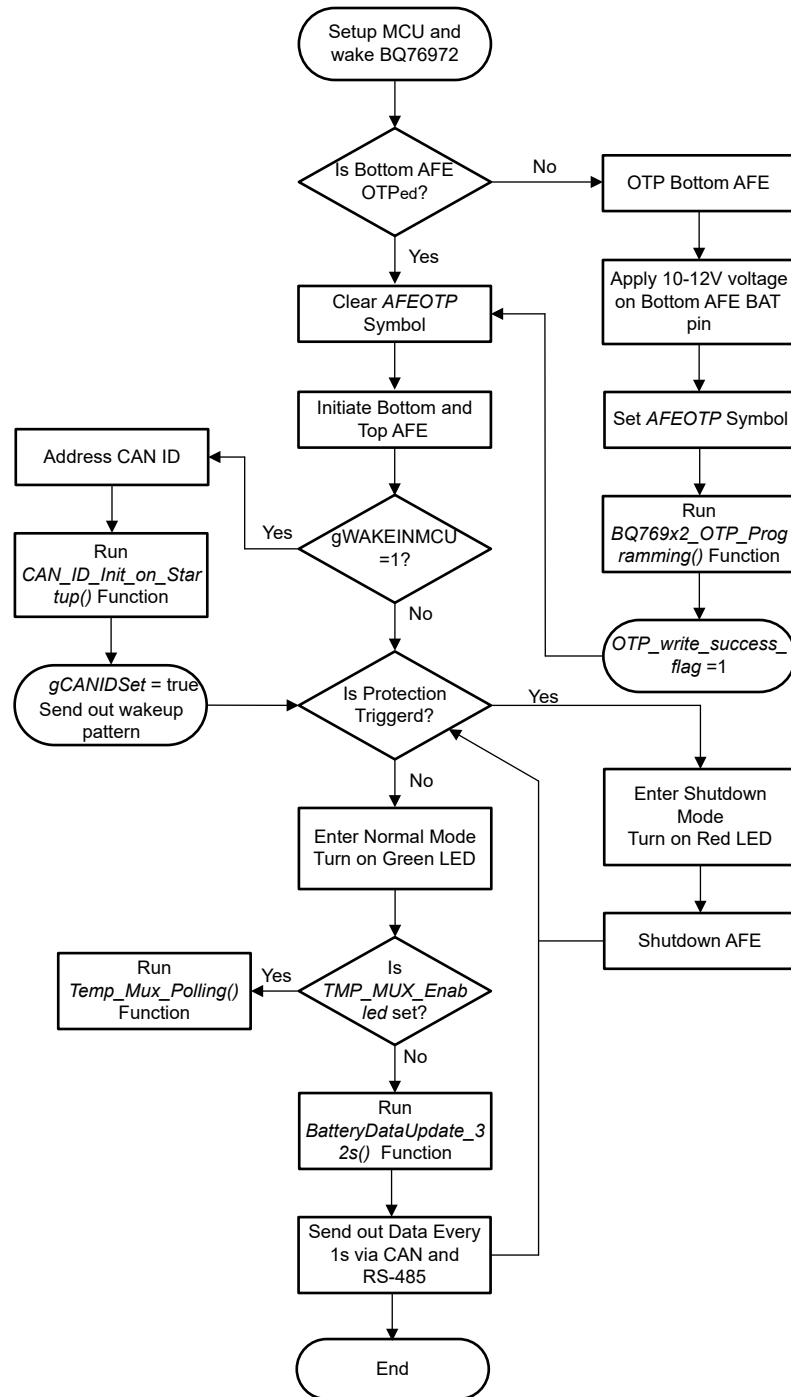 Setup MCU and
wake BQ76972
Is Bottom AFE
OTPed?
No
OTP Bottom AFE
Yes
Apply 10-12V voltage
on Bottom AFE BAT
pin
Clear AFEOTP
Symbol
Set AFEOTP Symbol
Initiate Bottom and
Top AFE
Address CAN ID
Run
BQ769x2_OTP_Prog
ramming() Function
Yes
gWAKEINMCU
=1?
Run
CAN_ID_Init_on_Star
tup() Function
No
OTP_write_success_
flag =1
gCANIDSet = true
Send out wakeup
pattern
Is Protection
Triggerd?
Yes
No
Enter Shutdown
Mode
Turn on Red LED
Enter Normal Mode
Turn on Green LED
Shutdown AFE
Run
Temp_Mux_Polling()
Function
Yes
Is
TMP_MUX_Enab
led set?
No
Run
BatteryDataUpdate_3
2s() Function
Send out Data Every
1s via CAN and
RS-485
End